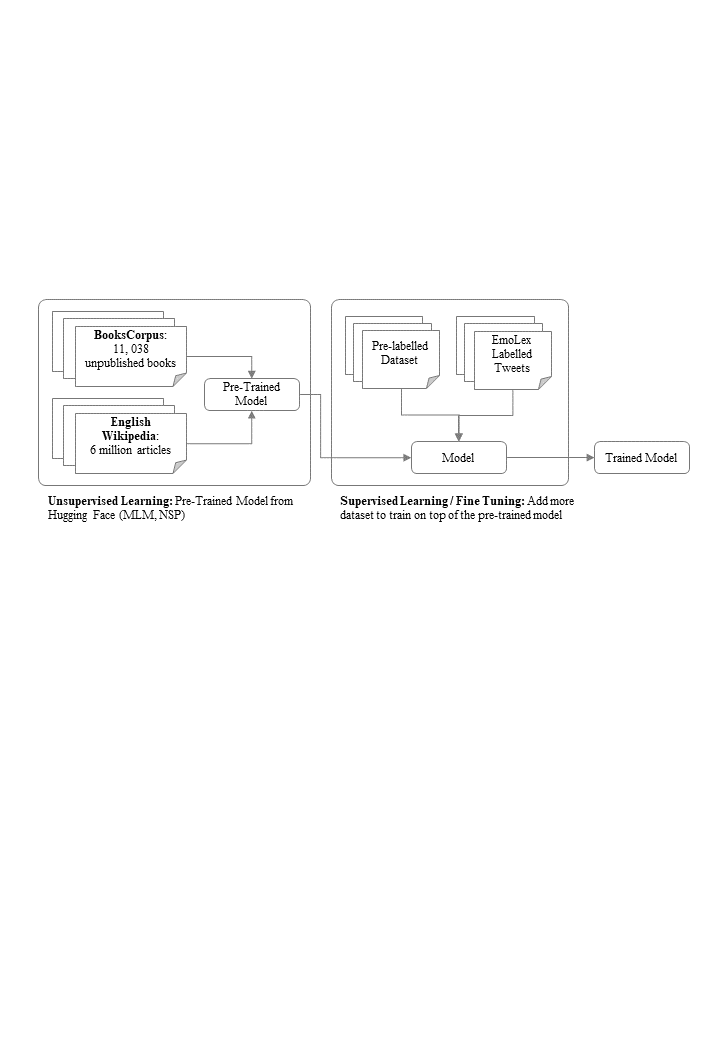 BooksCorpus:
11, 038
unpublished books
English
Wikipedia:
6 million articles
Pre-Trained
Model
Unsupervised Learning: Pre-Trained Model from
Hugging Face (MLM, NSP)
Pre-labelled
Dataset
EmoLex
Labelled
Tweets
Model
Supervised Learning / Fine Tuning: Add more
dataset to train on top of the pre-trained model
Trained Model